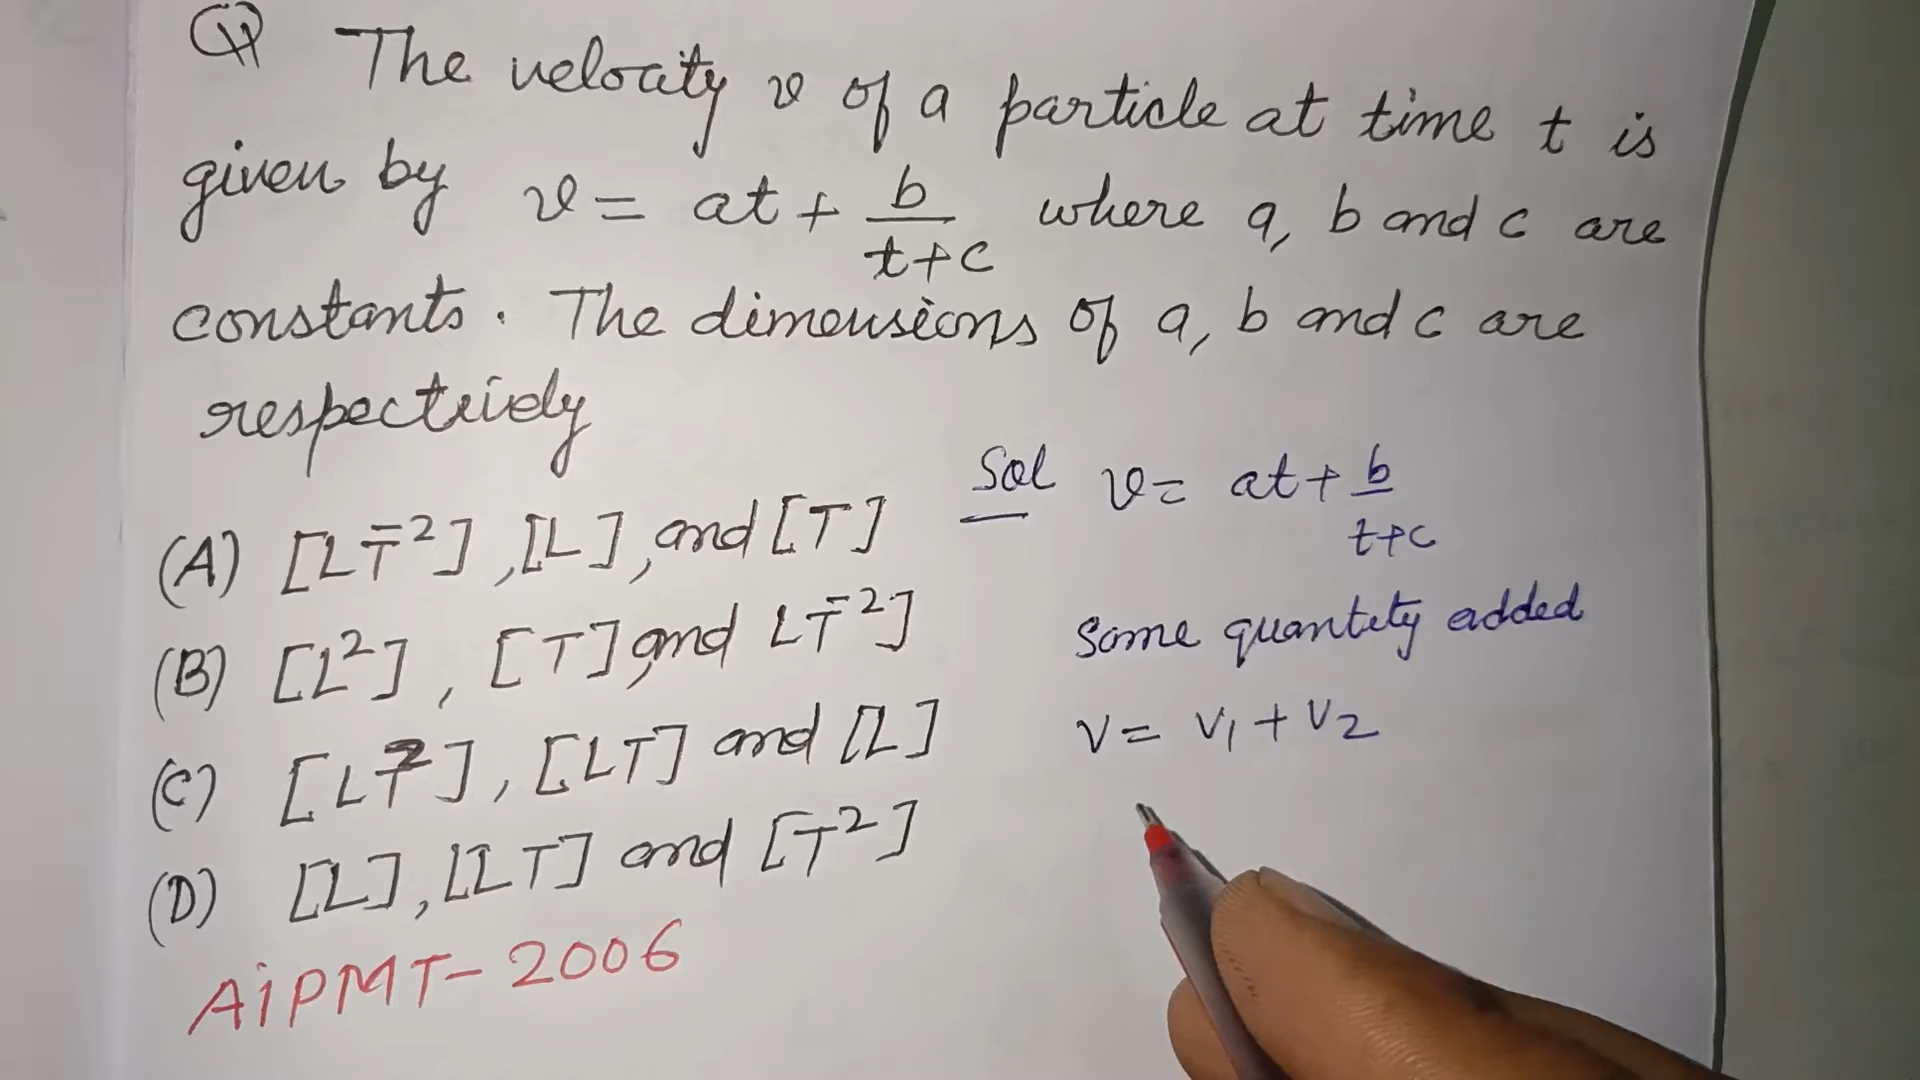 Q The velocity v of a particle at time t is
given by v = at + b/(t+c) where a, b and c are
constants. The dimensions of a, b and c are
respectively
(A) [LT⁻²], [L], and [T]
(B) [L²], [T] and LT⁻²]
(C) [LT²], [LT] and [L]
(D) [L], [LT] and [T²]
AiPMT-2006
Sol v = at + b/(t+c)
Same quantity added
V = V₁ + V₂